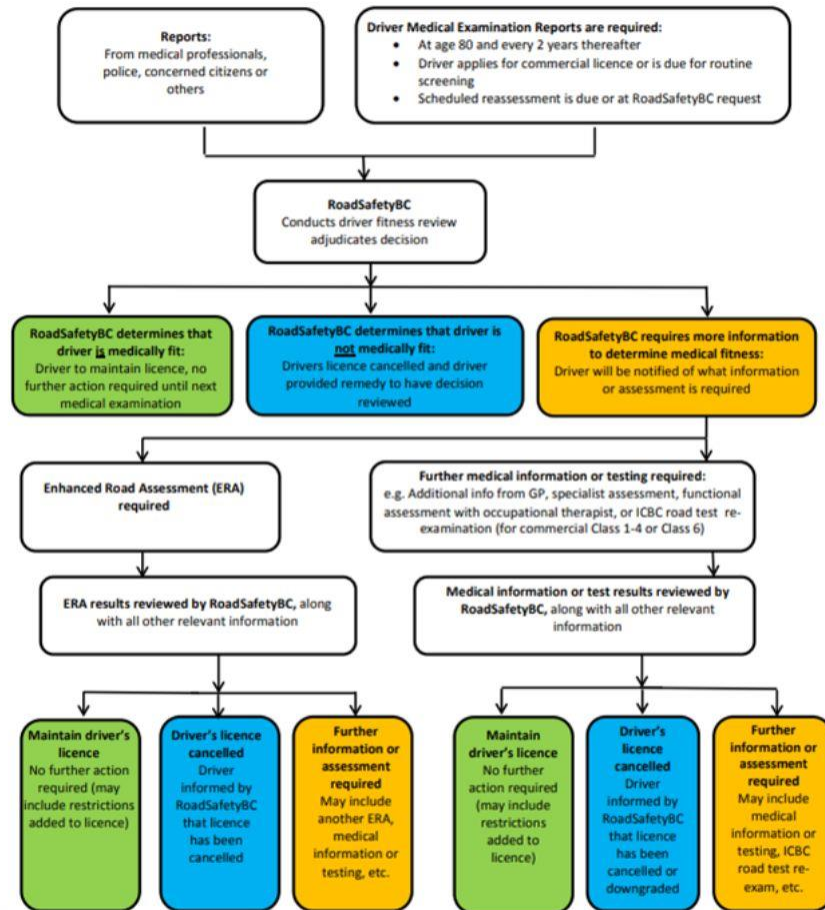 Reports:
From medical professionals,
police, concerned citizens or
others
Driver Medical Examination Reports are required:
• At age 80 and every 2 years thereafter
• Driver applies for commercial licence or is due for routine
screening
• Scheduled reassessment is due or at RoadSafetyBC request
RoadSafetyBC
Conducts driver fitness review
adjudicates decision
RoadSafetyBC determines that
driver is medically fit:
Driver to maintain licence, no
further action required until next
medical examination
RoadSafetyBC determines that driver is
not medically fit:
Drivers licence cancelled and driver
provided remedy to have decision
reviewed
RoadSafetyBC requires more information
to determine medical fitness:
Driver will be notified of what information
or assessment is required
Enhanced Road Assessment (ERA)
required
Further medical information or testing required:
e.g. Additional info from GP, specialist assessment, functional
assessment with occupational therapist, or ICBC road test re-
examination (for commercial Class 1-4 or Class 6)
ERA results reviewed by RoadSafetyBC, along
with all other relevant information
Medical information or test results reviewed by
RoadSafetyBC, along with all other relevant
information
Maintain driver's
licence
No further action
required (may
include restrictions
added to licence)
Driver's licence
cancelled
Driver
informed by
RoadSafetyBC
that licence
has been
cancelled
Further
information or
assessment
required
May include
another ERA,
medical
information or
testing, etc.
Maintain
driver's licence
No further
action required
(may include
restrictions
added to
licence)
Driver's
licence
cancelled
Driver
informed by
RoadSafetyBC
that licence
has been
cancelled or
downgraded
Further
information or
assessment
required
May include
medical
information or
testing, ICBC
road test re-
exam, etc.